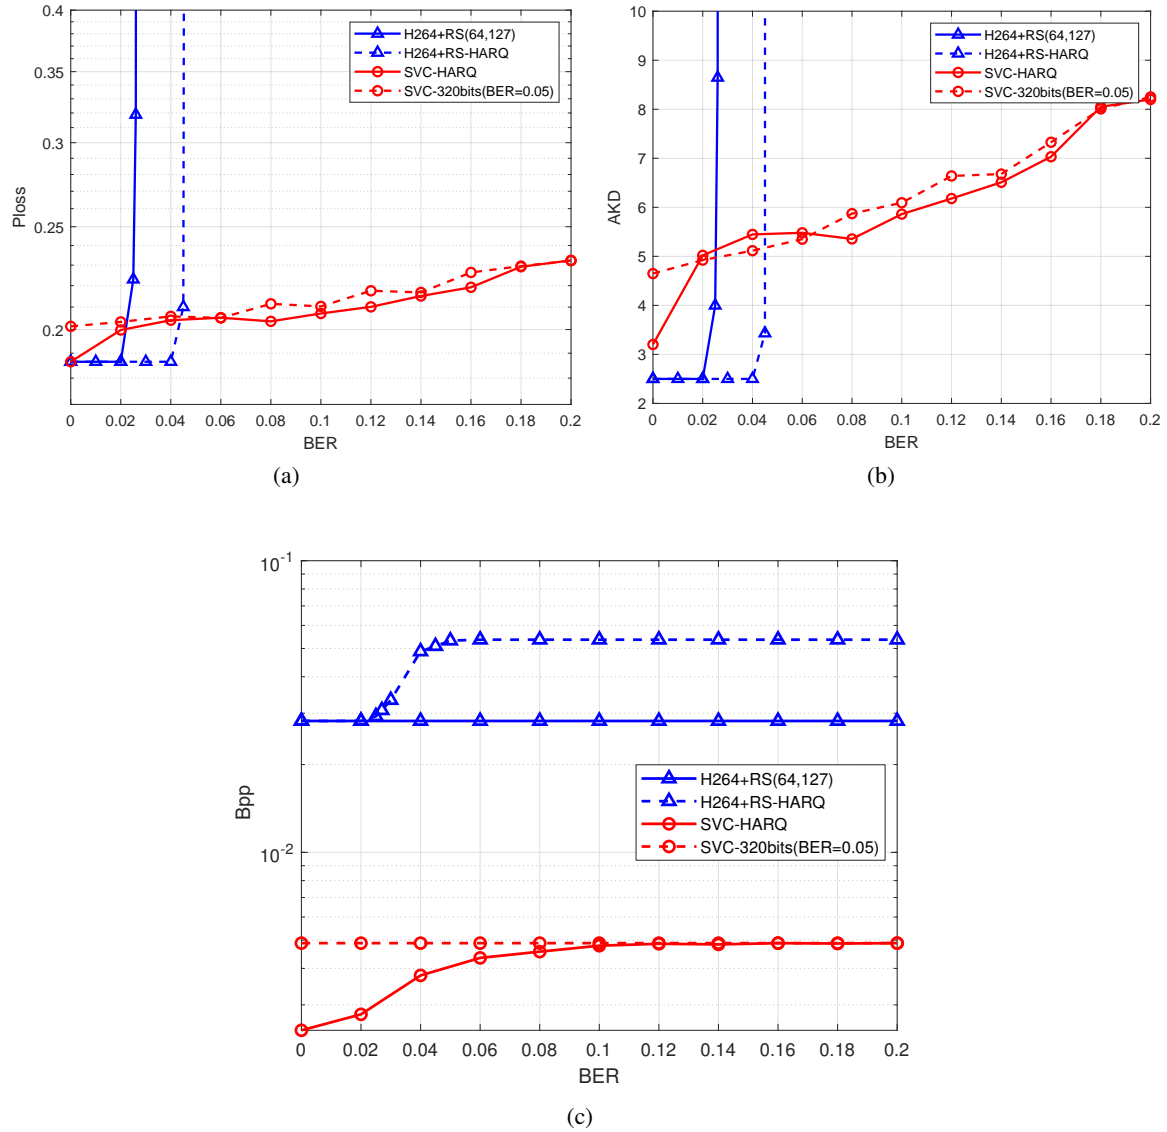 0.4
0.35
0.3
0.25
0.2
Ploss
0 0.02 0.04 0.06 0.08 0.1 0.12 0.14 0.16 0.18 0.2
BER
H264+RS(64,127)
H264+RS-HARQ
SVC-HARQ
SVC-320bits(BER=0.05)
(a)
10
9
8
7
6
5
4
3
2
AKD
0 0.02 0.04 0.06 0.08 0.1 0.12 0.14 0.16 0.18 0.2
BER
H264+RS(64,127)
H264+RS-HARQ
SVC-HARQ
SVC-320bits(BER=0.05)
(b)
10-1
10-2
Bpp
0 0.02 0.04 0.06 0.08 0.1 0.12 0.14 0.16 0.18 0.2
BER
H264+RS(64,127)
H264+RS-HARQ
SVC-HARQ
SVC-320bits(BER=0.05)
(c)